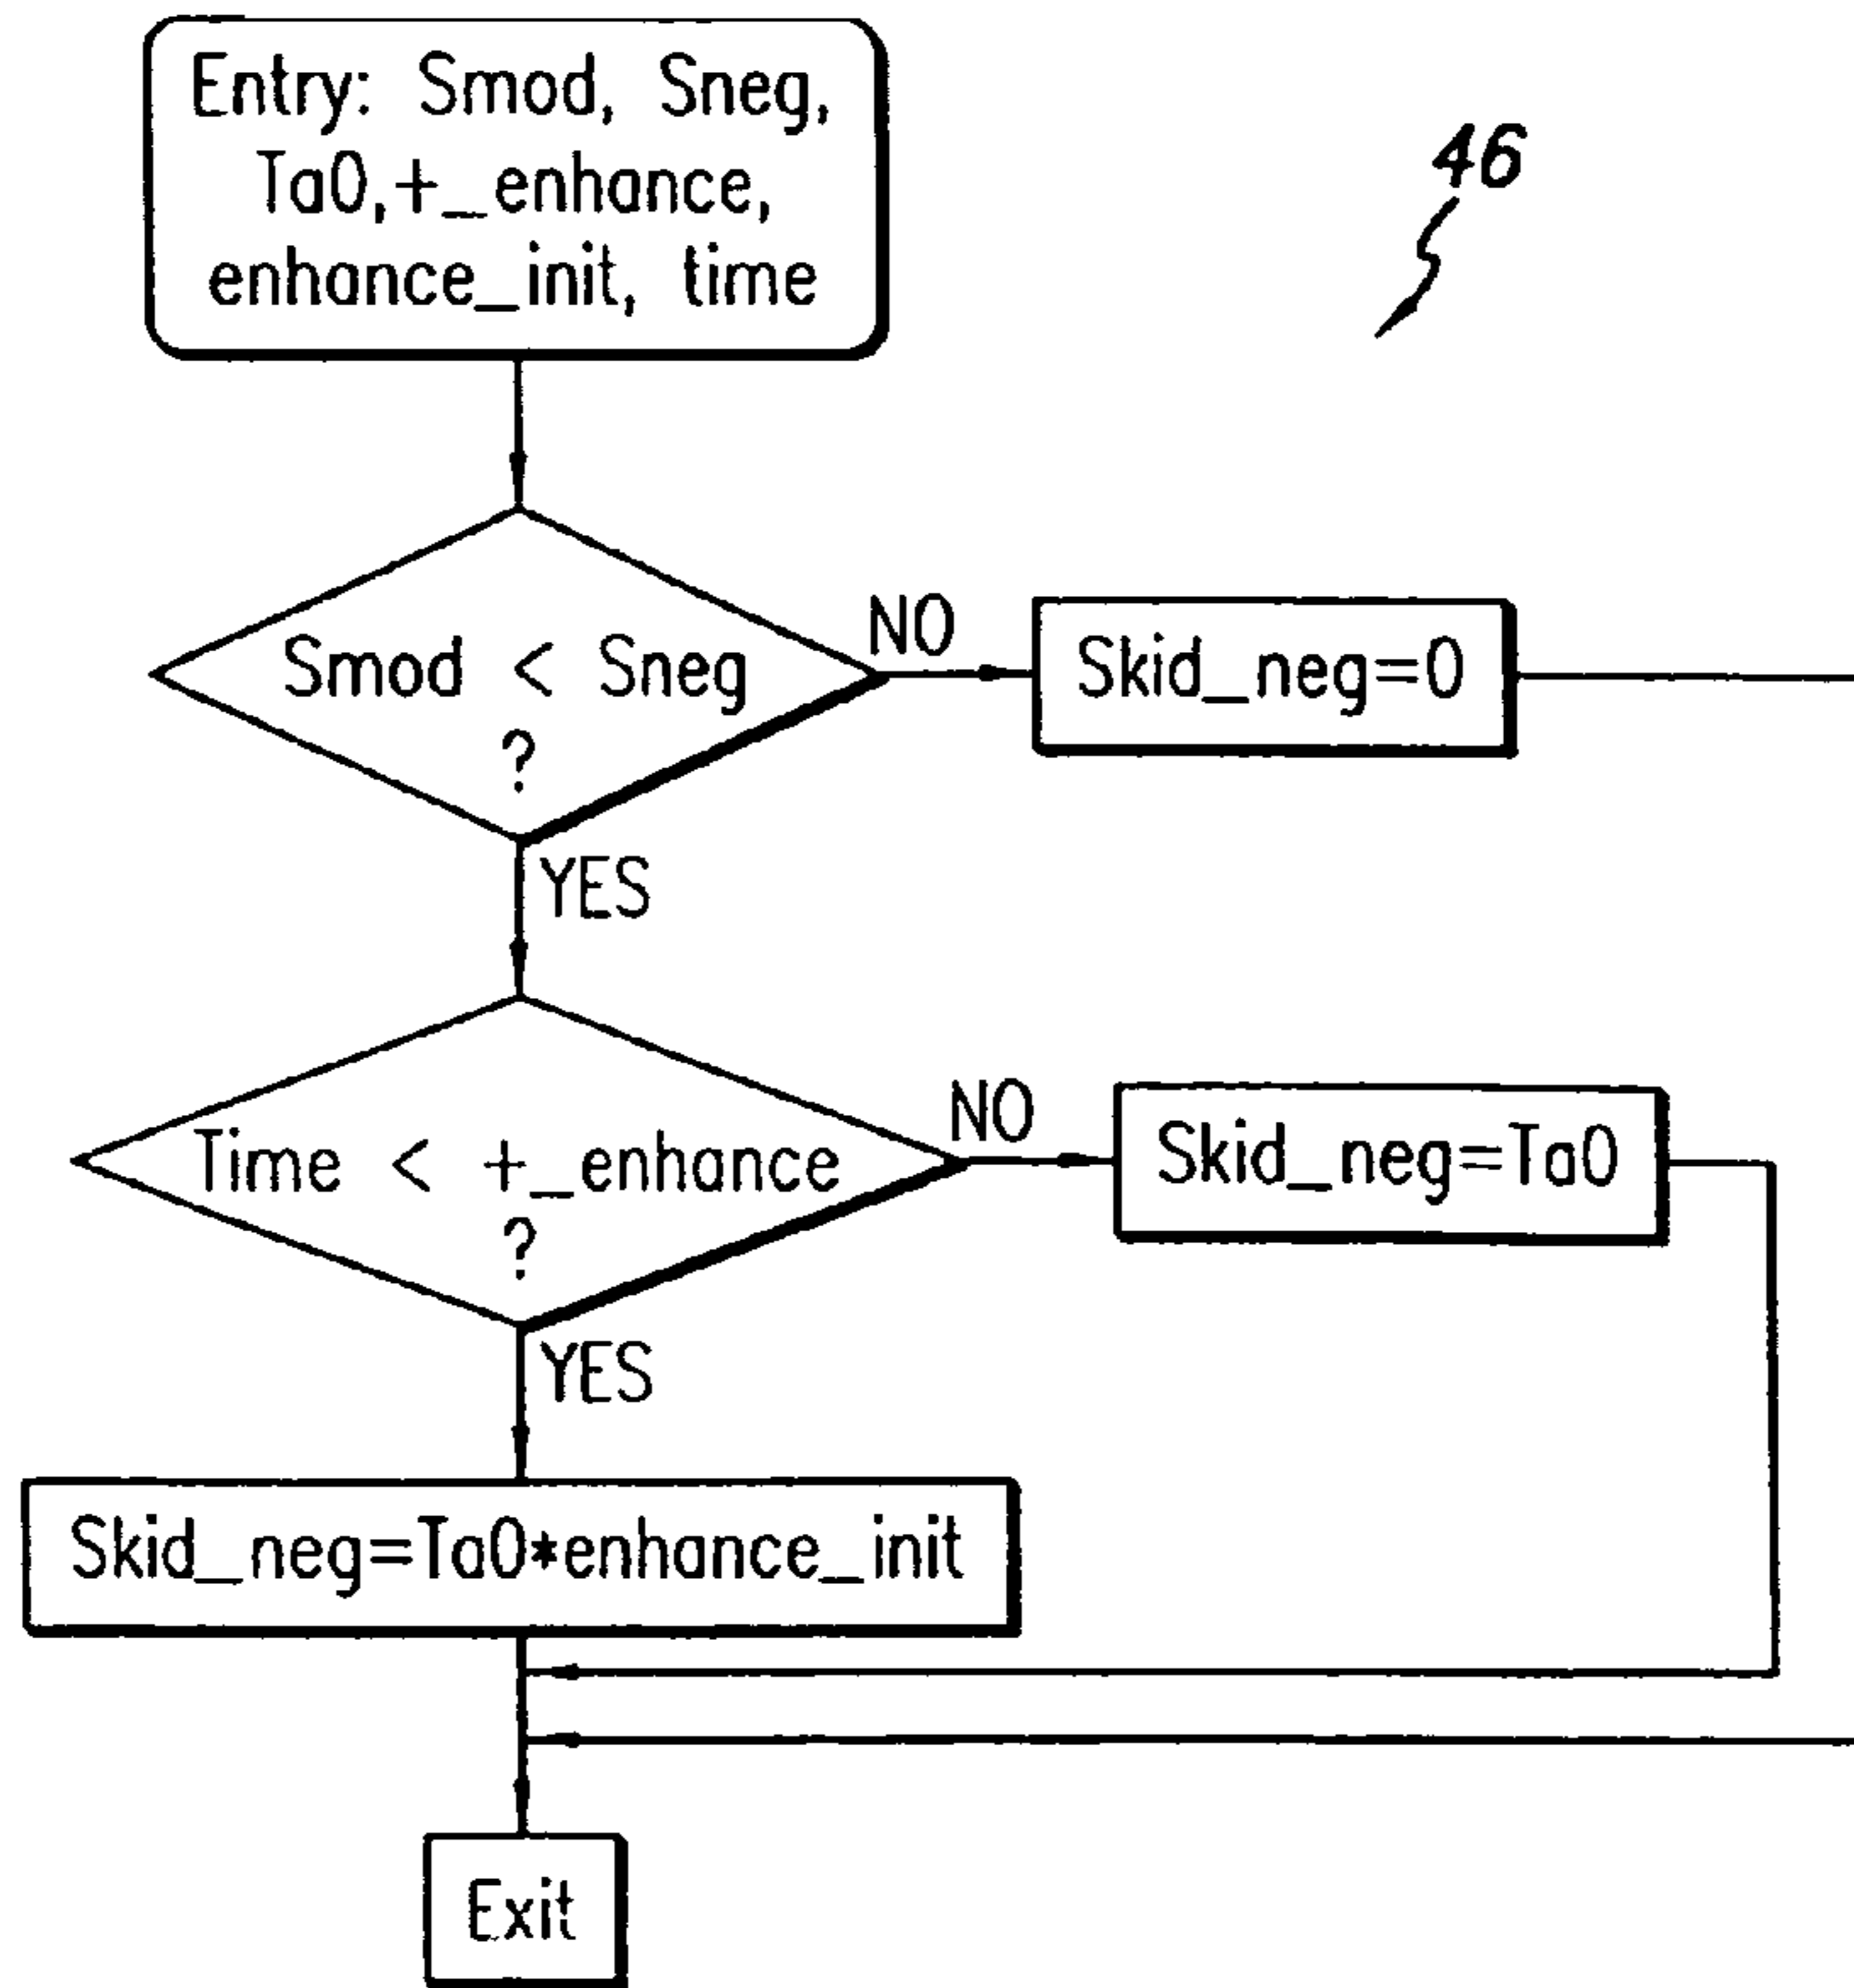 Entry: Smod, Sneg,
Ta0,+_enhance,
enhance_init, time
46
Smod < Sneg
?
NO
Skid_neg=0
YES
Time < +_enhance
?
NO
Skid_neg=Ta0
YES
Skid_neg=Ta0*enhance_init
Exit